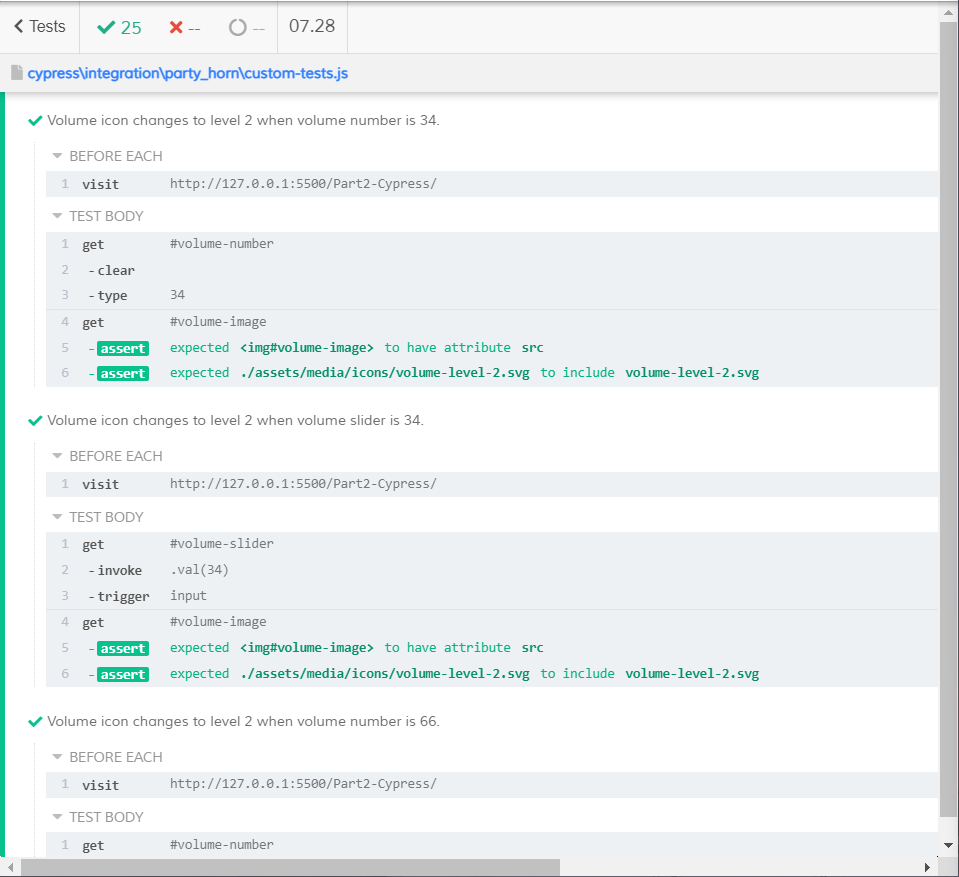 Tests 25 -- -- 07.28
cypress\integration\party_horn\custom-tests.js
Volume icon changes to level 2 when volume number is 34.
BEFORE EACH
1 visit http://127.0.0.1:5500/Part2-Cypress/
TEST BODY
1 get #volume-number
2 -clear
3 -type 34
4 get #volume-image
5 -assert expected <img#volume-image> to have attribute src
6 -assert expected ./assets/media/icons/volume-level-2.svg to include volume-level-2.svg
Volume icon changes to level 2 when volume slider is 34.
BEFORE EACH
1 visit http://127.0.0.1:5500/Part2-Cypress/
TEST BODY
1 get #volume-slider
2 -invoke .val(34)
3 -trigger input
4 get #volume-image
5 -assert expected <img#volume-image> to have attribute src
6 -assert expected ./assets/media/icons/volume-level-2.svg to include volume-level-2.svg
Volume icon changes to level 2 when volume number is 66.
BEFORE EACH
1 visit http://127.0.0.1:5500/Part2-Cypress/
TEST BODY
1 get #volume-number